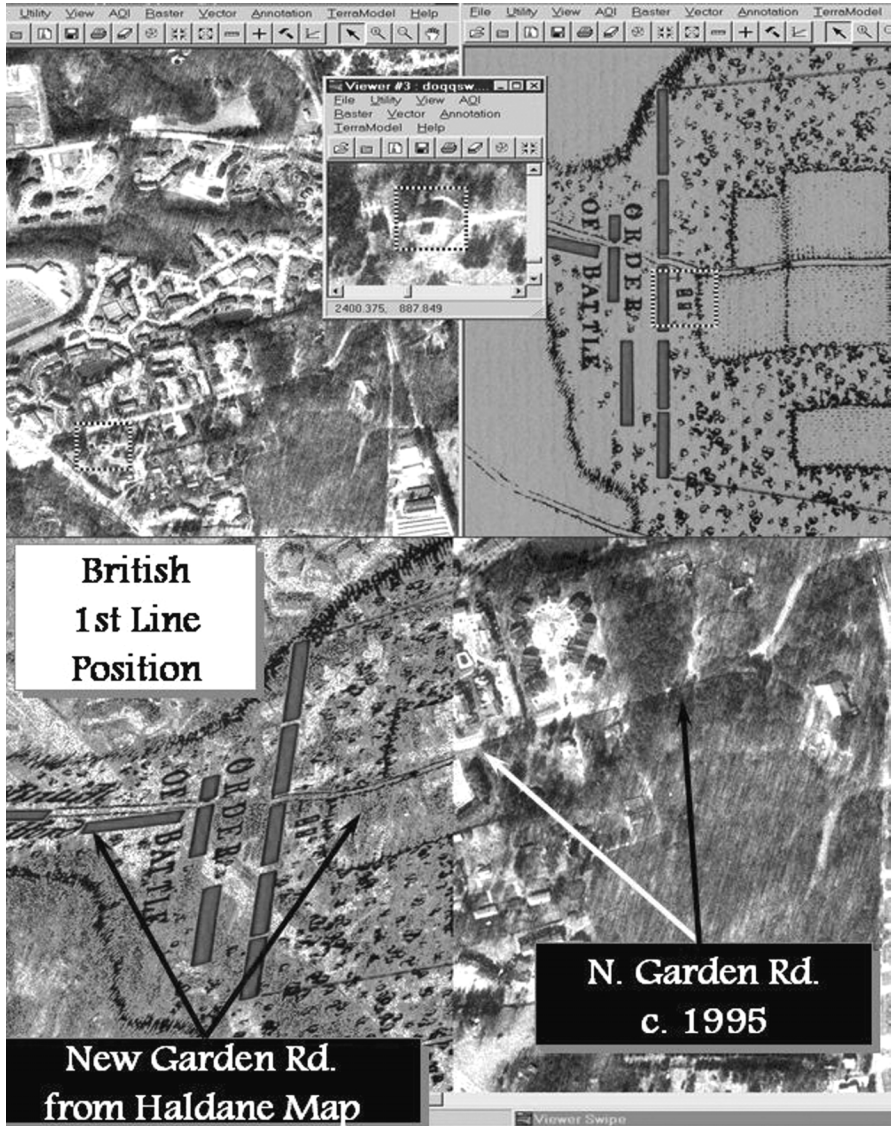 Utility View AOI Raster Vector Annotation TerraModel Help
File Utility View AOI Raster Vector Annotation TerraModel
Viewer #3 : doqqsw....
File Utility View AOI
Raster Vector Annotation
TerraModel Help
2400.375, 887.849
ORDER
OF BATTLE
British
1st Line
Position
ORDER
OF BATTLE
N. Garden Rd.
c. 1995
New Garden Rd.
from Haldane Map
Viewer Swipe